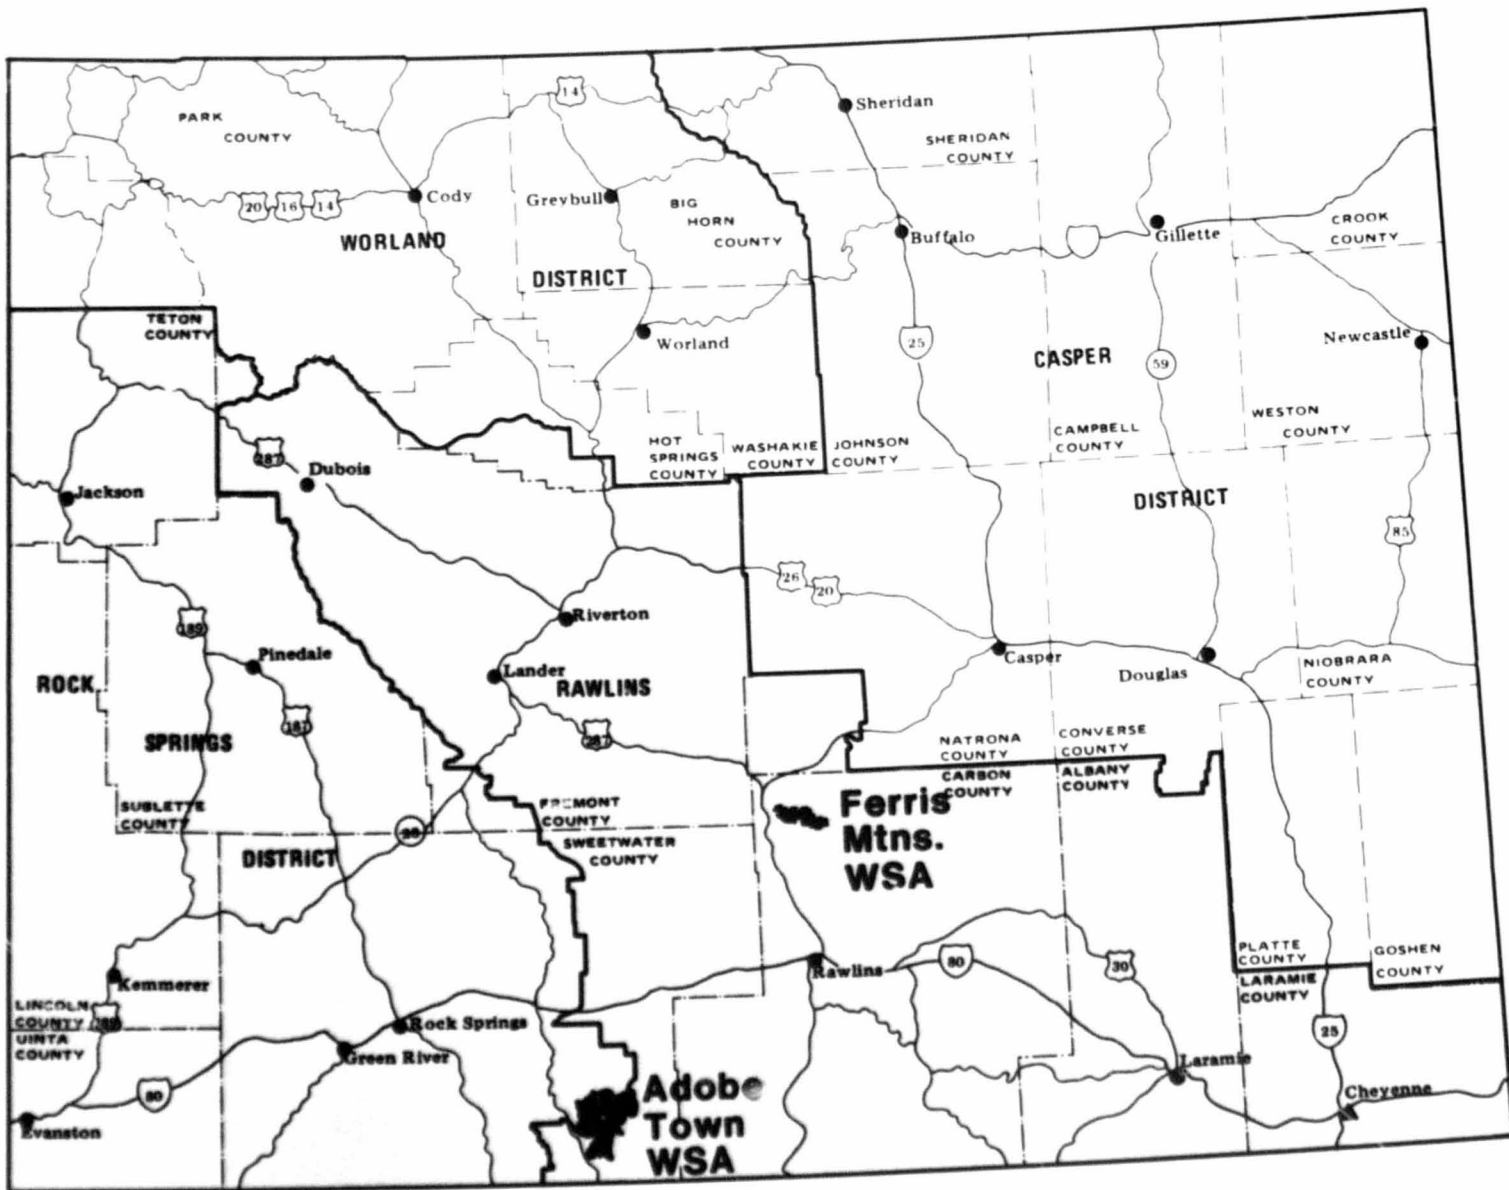 14
Sheridan
PARK
COUNTY
SHERIDAN
COUNTY
20
16
14
Cody
Greybull
BIG
HORN
COUNTY
Buffalo
Gillette
CROOK
COUNTY
WORLAND
DISTRICT
TETON
COUNTY
Worland
25
CASPER
59
Newcastle
287
Dubois
HOT
SPRINGS
COUNTY
WASHAKIE
COUNTY
JOHNSON
COUNTY
CAMPBELL
COUNTY
WESTON
COUNTY
Jackson
DISTRICT
85
26
20
189
Riverton
Pinedale
Lander
Casper
Douglas
NIOBRARA
COUNTY
ROCK
RAWLINS
187
287
SPRINGS
NATRONA
COUNTY
CONVERSE
COUNTY
CARBON
COUNTY
ALBANY
COUNTY
SUBLETTE
COUNTY
FREMONT
COUNTY
Ferris
Mtns.
WSA
28
SWEETWATER
COUNTY
DISTRICT
Rawlins
80
30
PLATTE
COUNTY
GOSHEN
COUNTY
LARAMIE
COUNTY
Kemmerer
LINCOLN
COUNTY
189
UINTA
COUNTY
Rock Springs
Green River
25
80
Adobe
Town
WSA
Laramie
Cheyenne
Evanston